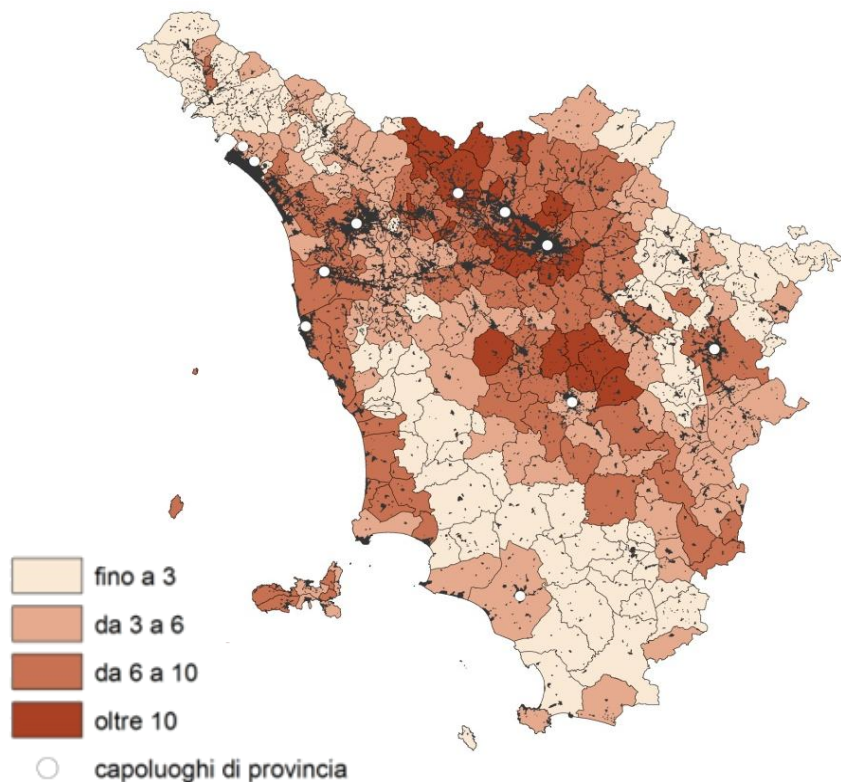 fino a 3
da 3 a 6
da 6 a 10
oltre 10
capoluoghi di provincia